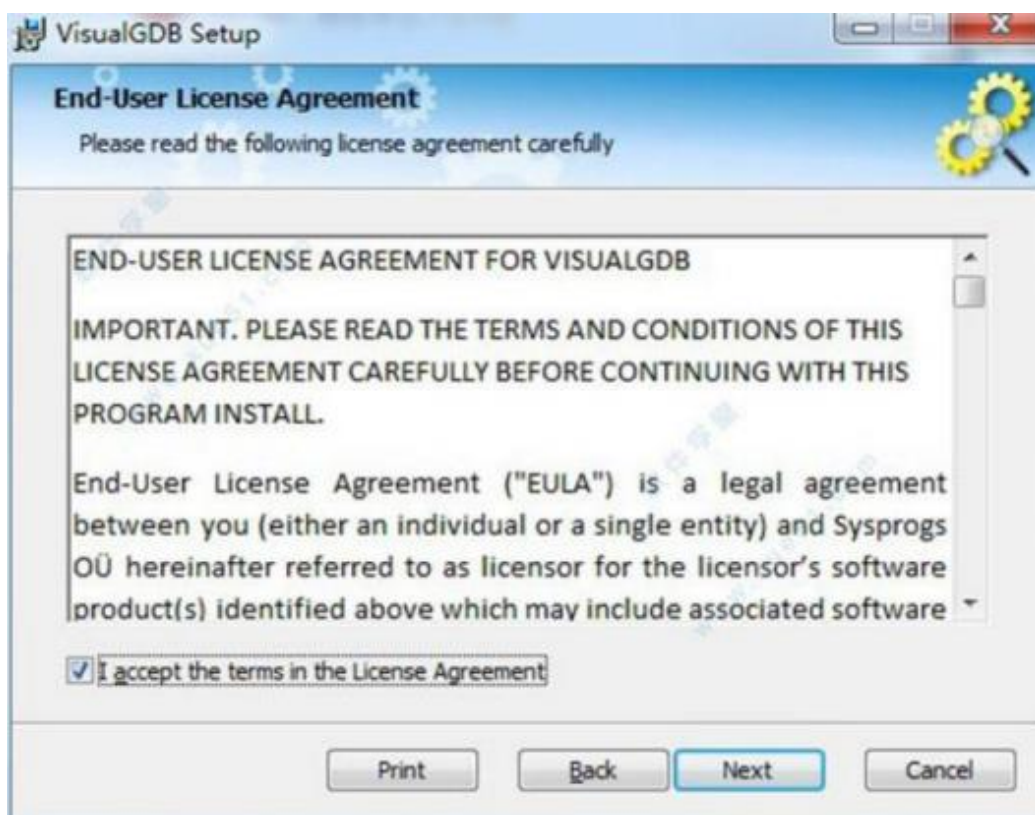 VisualGDB Setup
End-User License Agreement
Please read the following license agreement carefully
END-USER LICENSE AGREEMENT FOR VISUALGDB
IMPORTANT. PLEASE READ THE TERMS AND CONDITIONS OF THIS
LICENSE AGREEMENT CAREFULLY BEFORE CONTINUING WITH THIS
PROGRAM INSTALL.
End-User License Agreement ("EULA") is a legal agreement
between you (either an individual or a single entity) and Sysprogs
OÜ hereinafter referred to as licensor for the licensor's software
product(s) identified above which may include associated software
I accept the terms in the License Agreement
Print Back Next Cancel